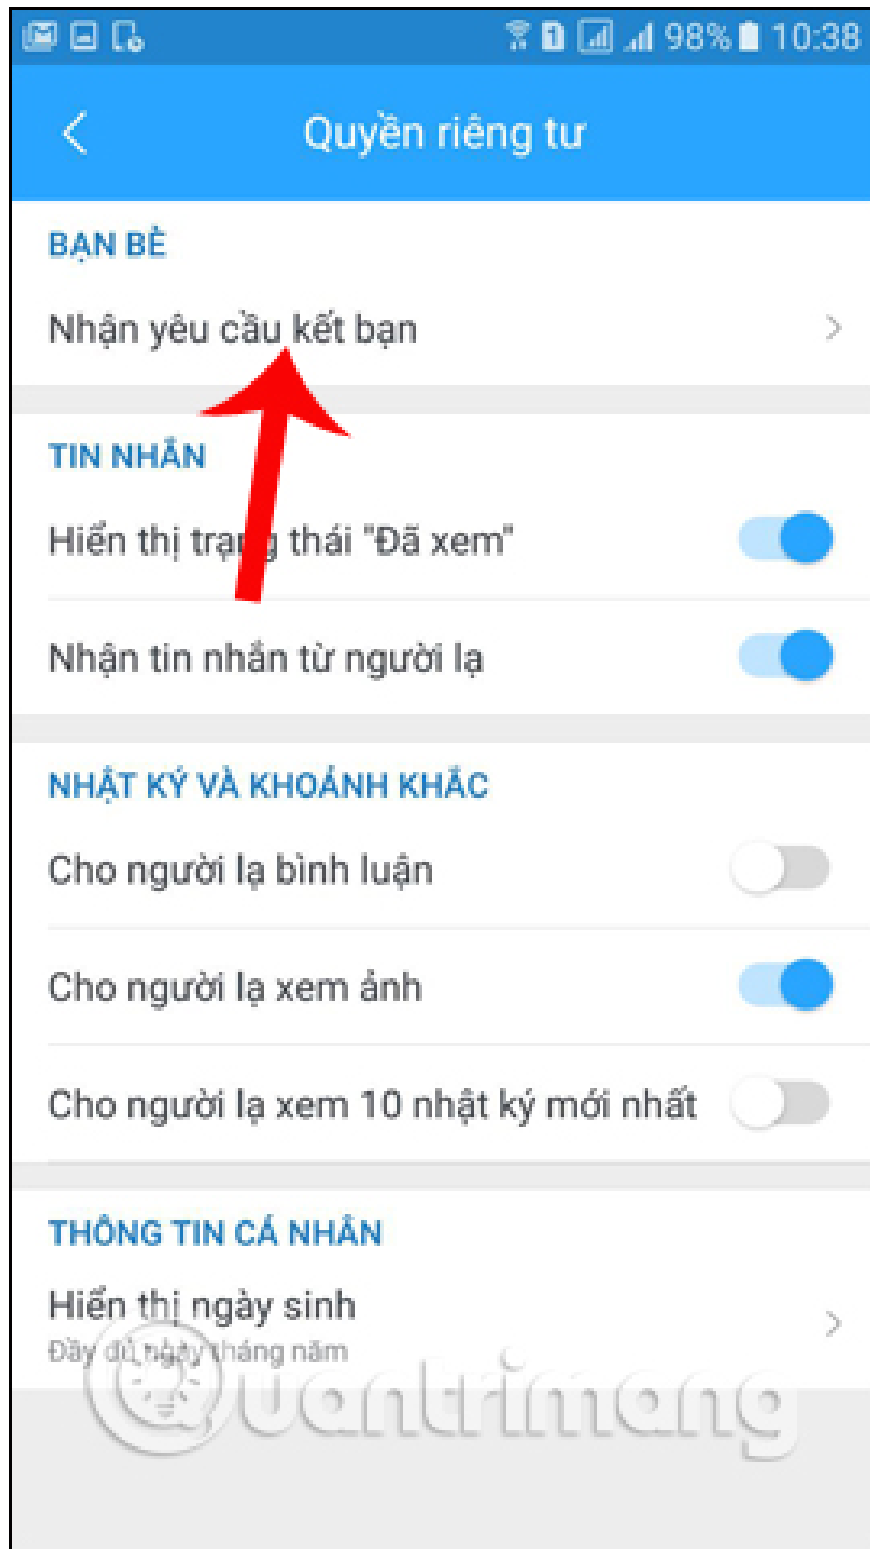 98% 10:38
Quyền riêng tư
BẠN BÈ
Nhận yêu cầu kết bạn
TIN NHẮN
Hiển thị trạng thái "Đã xem"
Nhận tin nhắn từ người lạ
NHẬT KÝ VÀ KHOẢNH KHẮC
Cho người lạ bình luận
Cho người lạ xem ảnh
Cho người lạ xem 10 nhật ký mới nhất
THÔNG TIN CÁ NHÂN
Hiển thị ngày sinh
Đầy đủ ngày tháng năm
Quantrimang